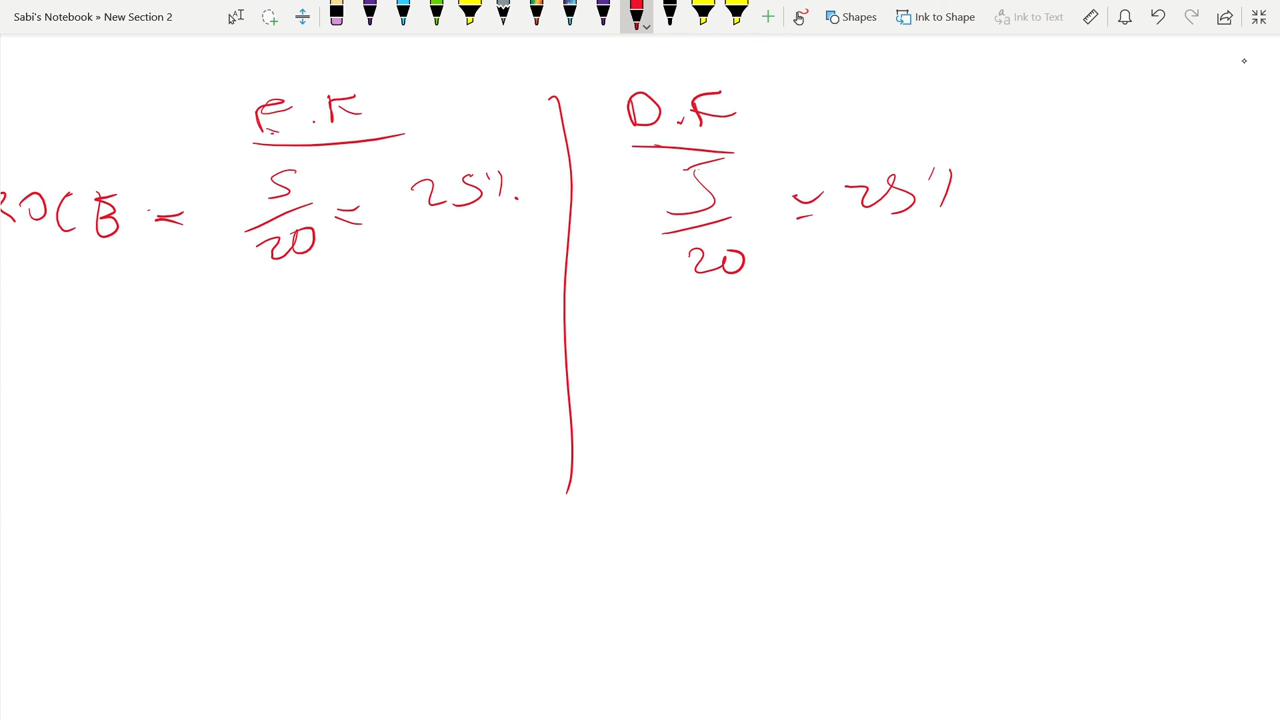 Sabi's Notebook » New Section 2
Shapes
Ink to Shape
Ink to Text
E.F
D.F
ROCE = 5/20 = 25%.
5/20 = 25%